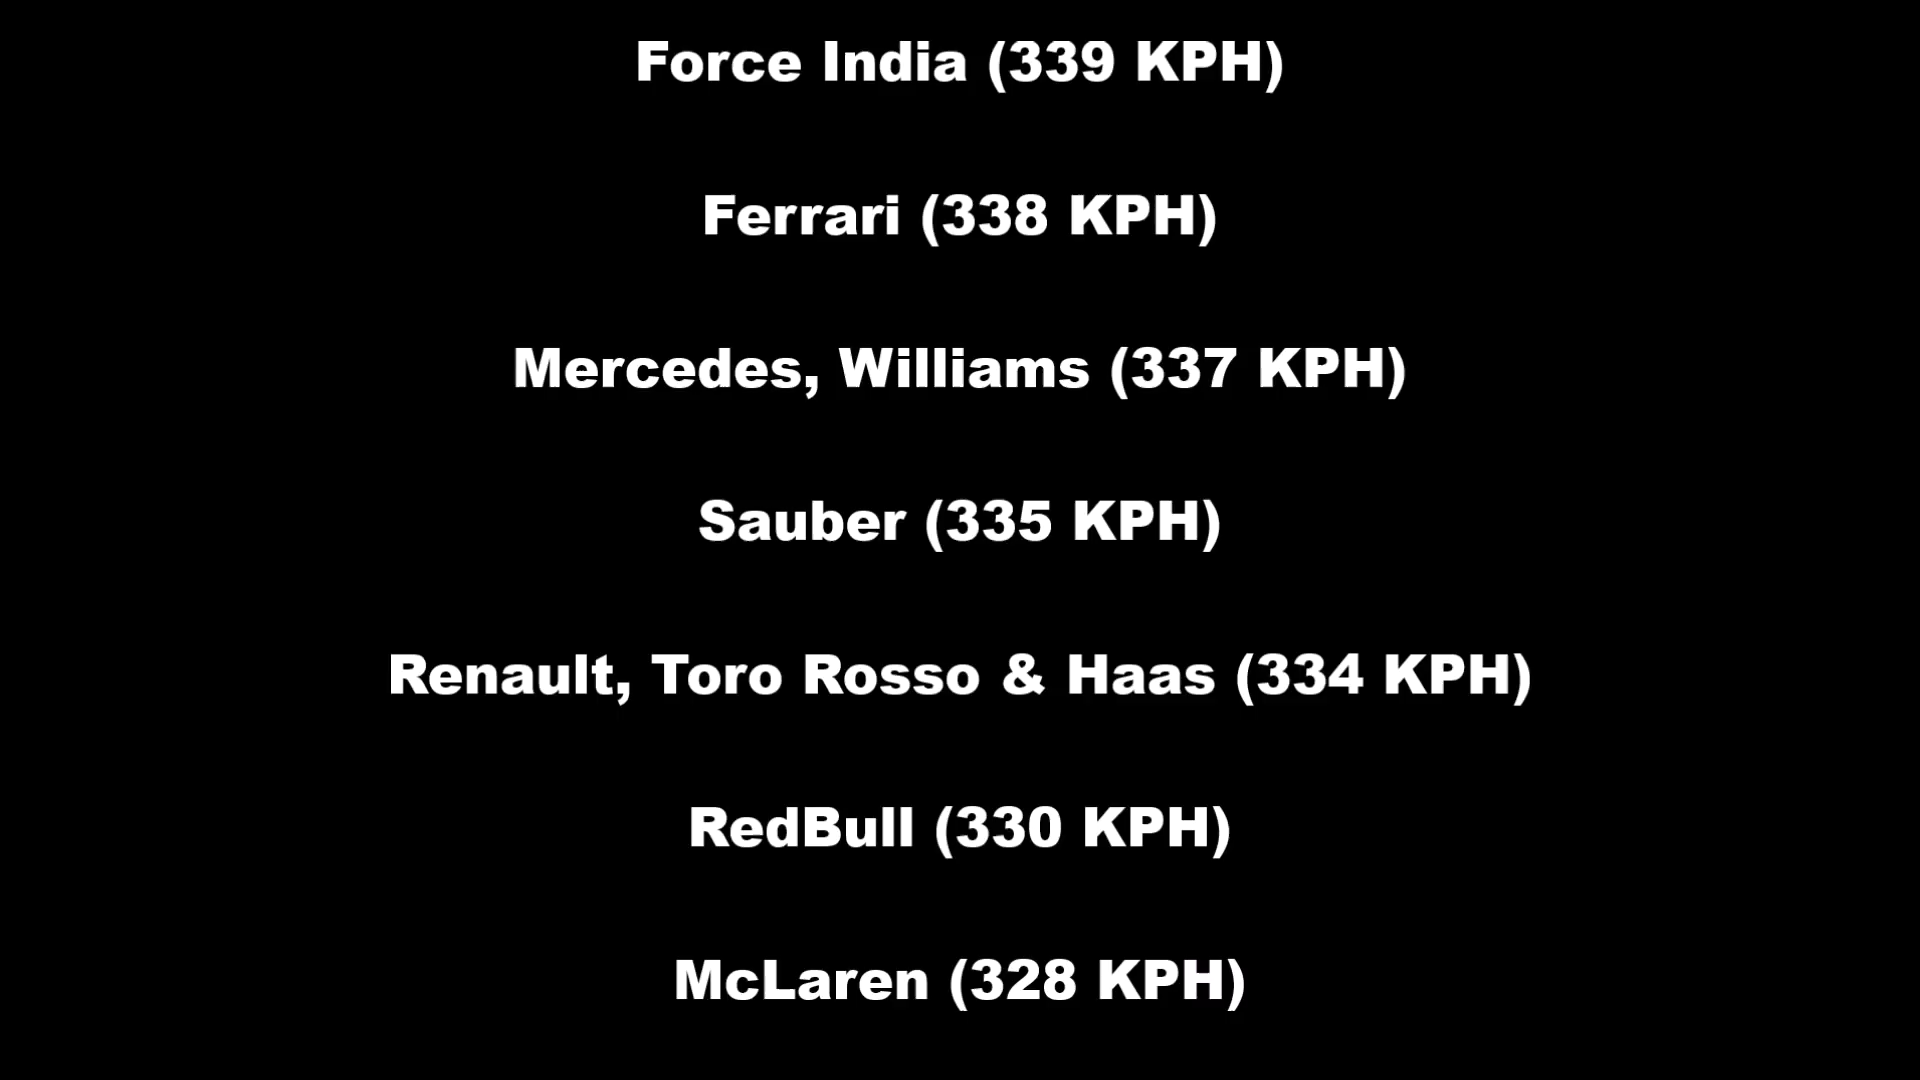 Force India (339 KPH)
Ferrari (338 KPH)
Mercedes, Williams (337 KPH)
Sauber (335 KPH)
Renault, Toro Rosso & Haas (334 KPH)
RedBull (330 KPH)
McLaren (328 KPH)